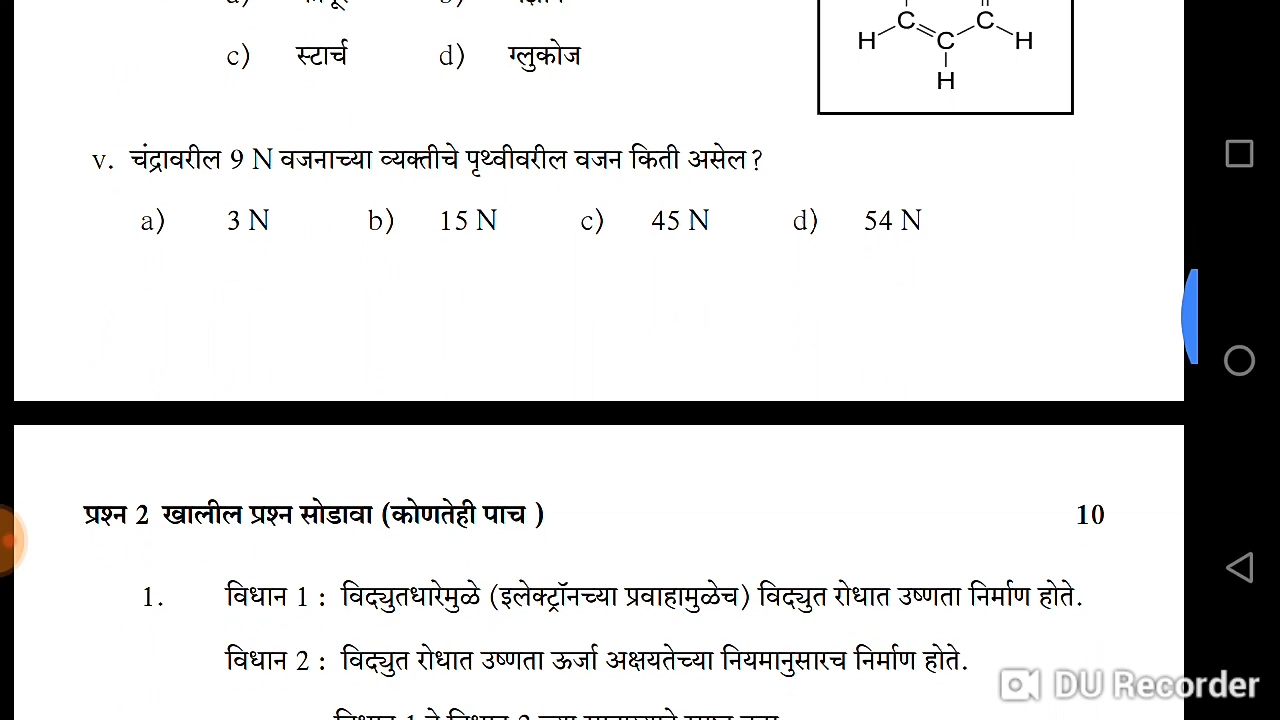 c) स्टार्च d) ग्लुकोज
C C
H C H
H
v. चंद्रावरील 9 N वजनाच्या व्यक्तीचे पृथ्वीवरील वजन किती असेल?
a) 3 N b) 15 N c) 45 N d) 54 N
प्रश्न 2 खालील प्रश्न सोडावा (कोणतेही पाच ) 10
1. विधान 1 : विद्युतधारेमुळे (इलेक्ट्रॉनच्या प्रवाहामुळेच) विद्युत रोधात उष्णता निर्माण होते.
विधान 2 : विद्युत रोधात उष्णता ऊर्जा अक्षयतेच्या नियमानुसारच निर्माण होते.
DU Recorder